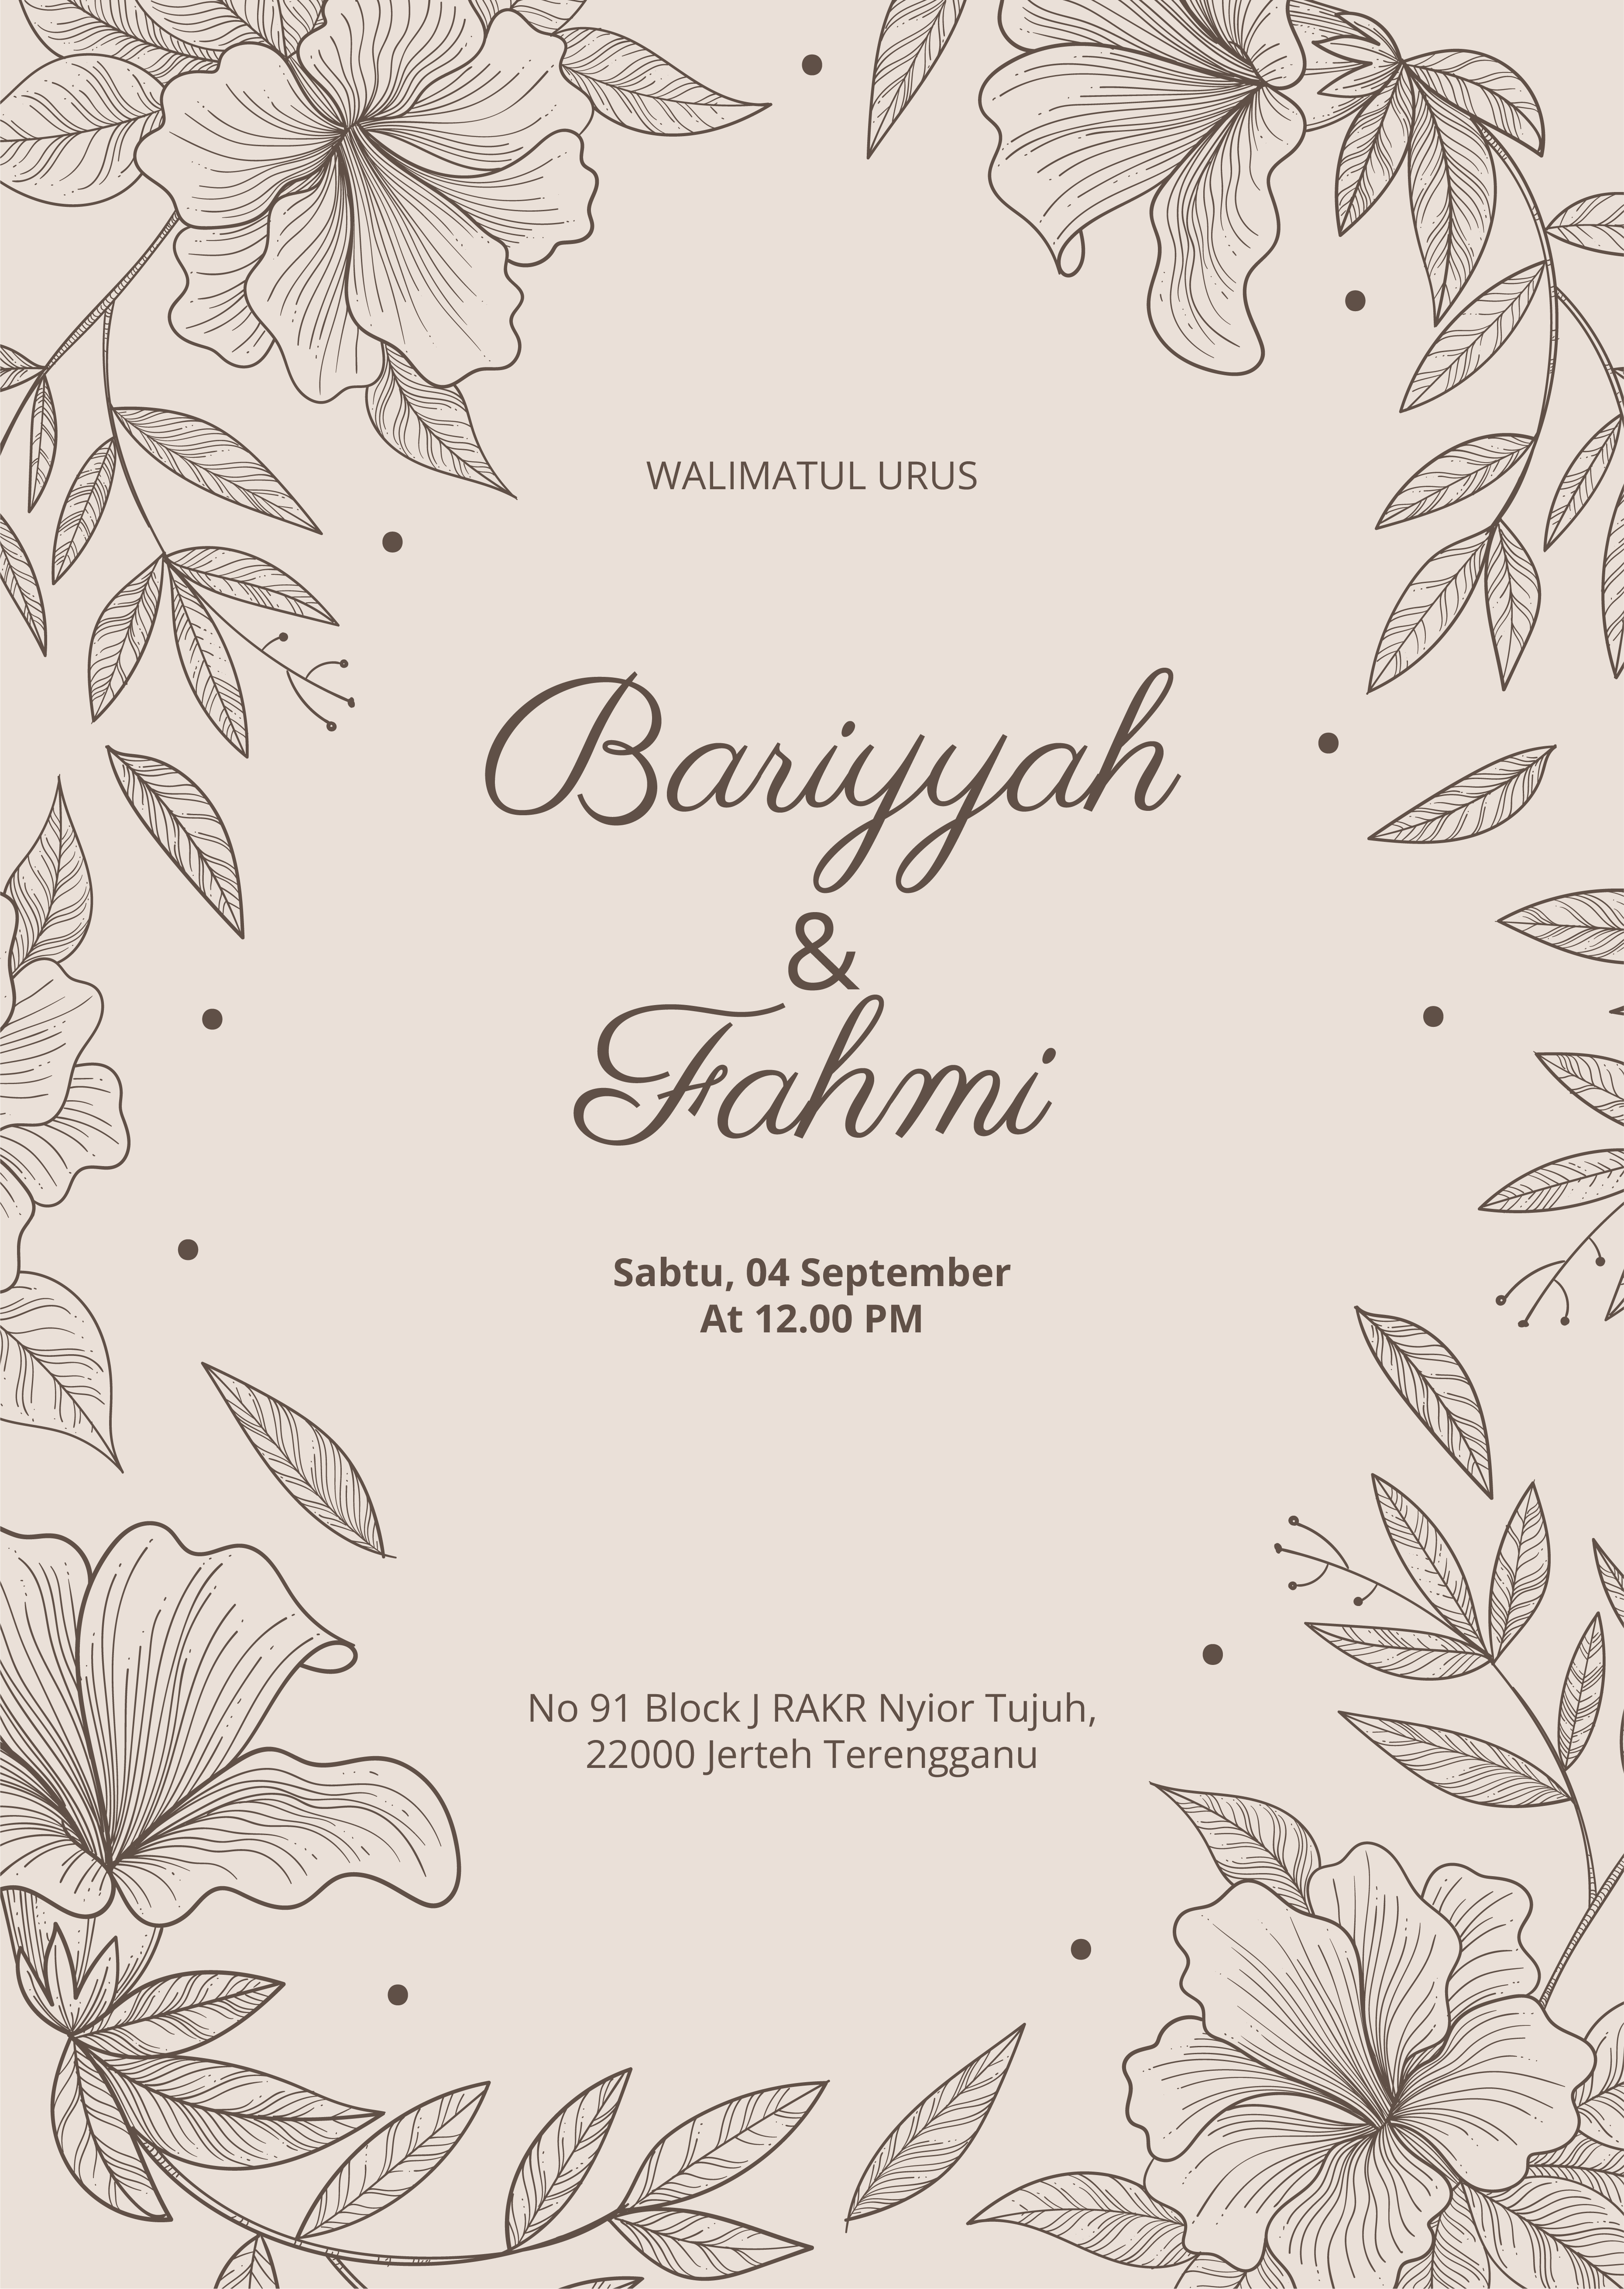 WALIMATUL URUS
Bariyyah
&
Fahmi
Sabtu, 04 September
At 12.00 PM
No 91 Block J RAKR Nyior Tujuh,
22000 Jerteh Terengganu